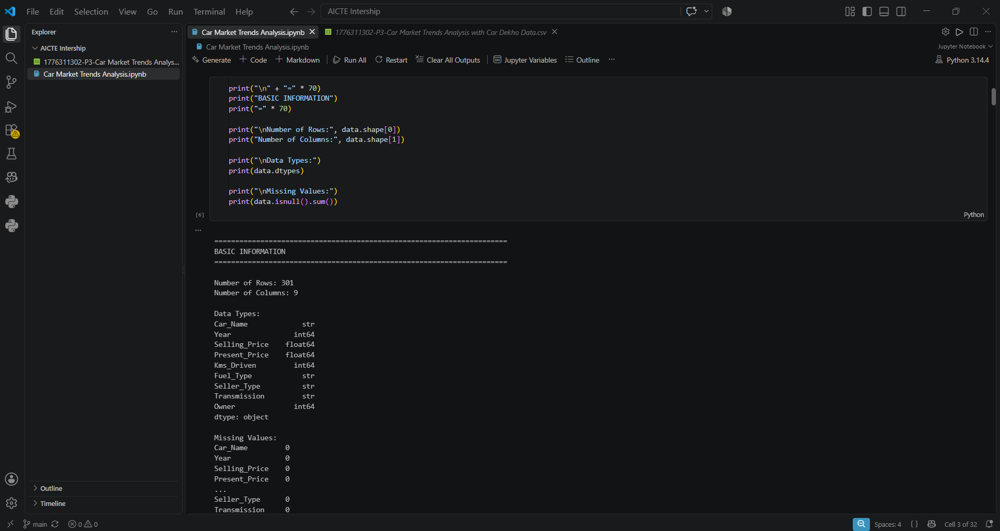 File Edit Selection View Go Run Terminal Help
AICTE Intership
Explorer
AICTE Intership
1776311302-P3-Car Market Trends Analys...
Car Market Trends Analysis.ipynb
Car Market Trends Analysis.ipynb
1776311302-P3-Car Market Trends Analysis with Car Dekho Data.csv
Car Market Trends Analysis.ipynb
Jupyter Notebook
Generate + Code + Markdown | Run All Restart Clear All Outputs | Jupyter Variables Outline ...
Python 3.14.4
print("\n" + "=" * 70)
print("BASIC INFORMATION")
print("=" * 70)
print("\nNumber of Rows:", data.shape[0])
print("Number of Columns:", data.shape[1])
print("\nData Types:")
print(data.dtypes)
print("\nMissing Values:")
print(data.isnull().sum())
[6]
Python
...
======================================================================
BASIC INFORMATION
======================================================================
Number of Rows: 301
Number of Columns: 9
Data Types:
Car_Name             str
Year               int64
Selling_Price    float64
Present_Price    float64
Kms_Driven         int64
Fuel_Type            str
Seller_Type          str
Transmission         str
Owner              int64
dtype: object
Missing Values:
Car_Name         0
Year             0
Selling_Price    0
Present_Price    0
...
Seller_Type      0
Transmission     0
Outline
Timeline
main
0 0
Spaces: 4
{}
Cell 3 of 32